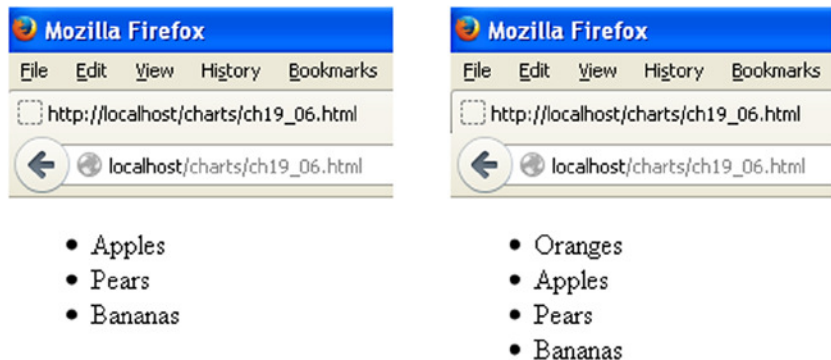 Mozilla Firefox
File Edit View History Bookmarks
http://localhost/charts/ch19_06.html
localhost/charts/ch19_06.html
Apples
Pears
Bananas
Mozilla Firefox
File Edit View History Bookmarks
http://localhost/charts/ch19_06.html
localhost/charts/ch19_06.html
Oranges
Apples
Pears
Bananas